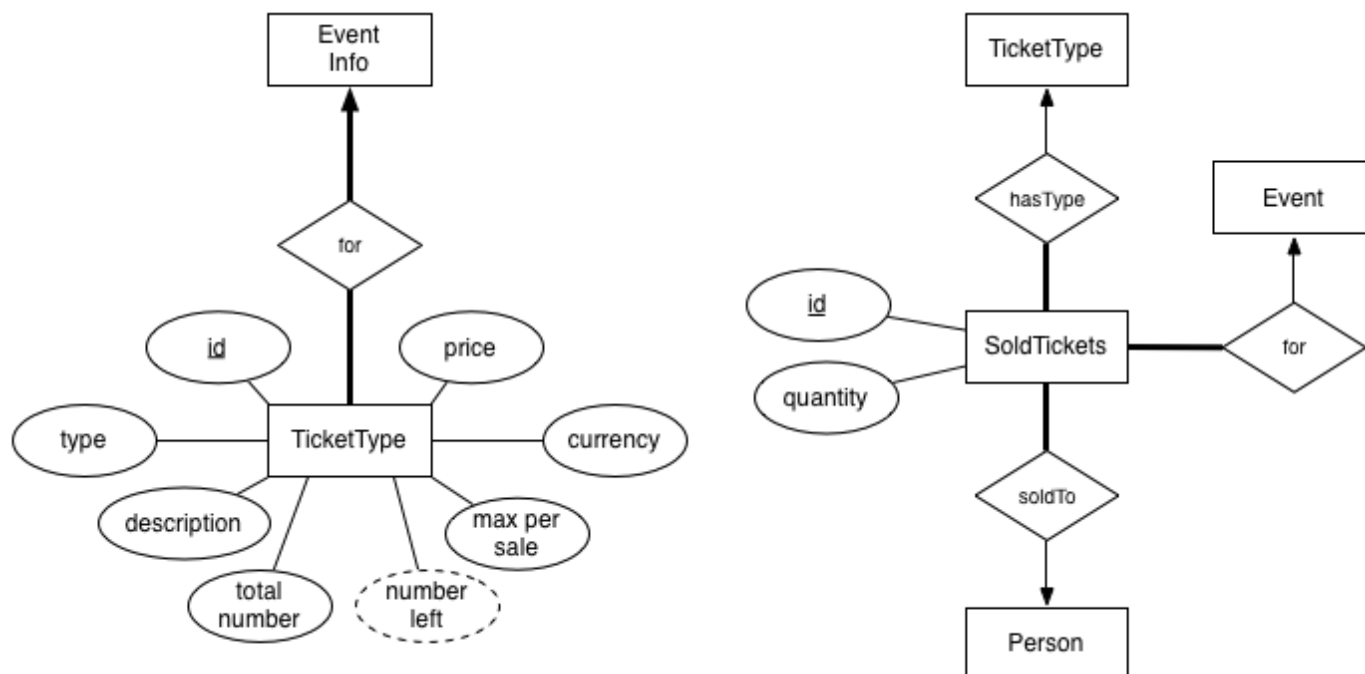 Event
Info
for
id
price
type
TicketType
currency
description
max per
sale
total
number
number
left
TicketType
hasType
Event
id
SoldTickets
for
quantity
soldTo
Person